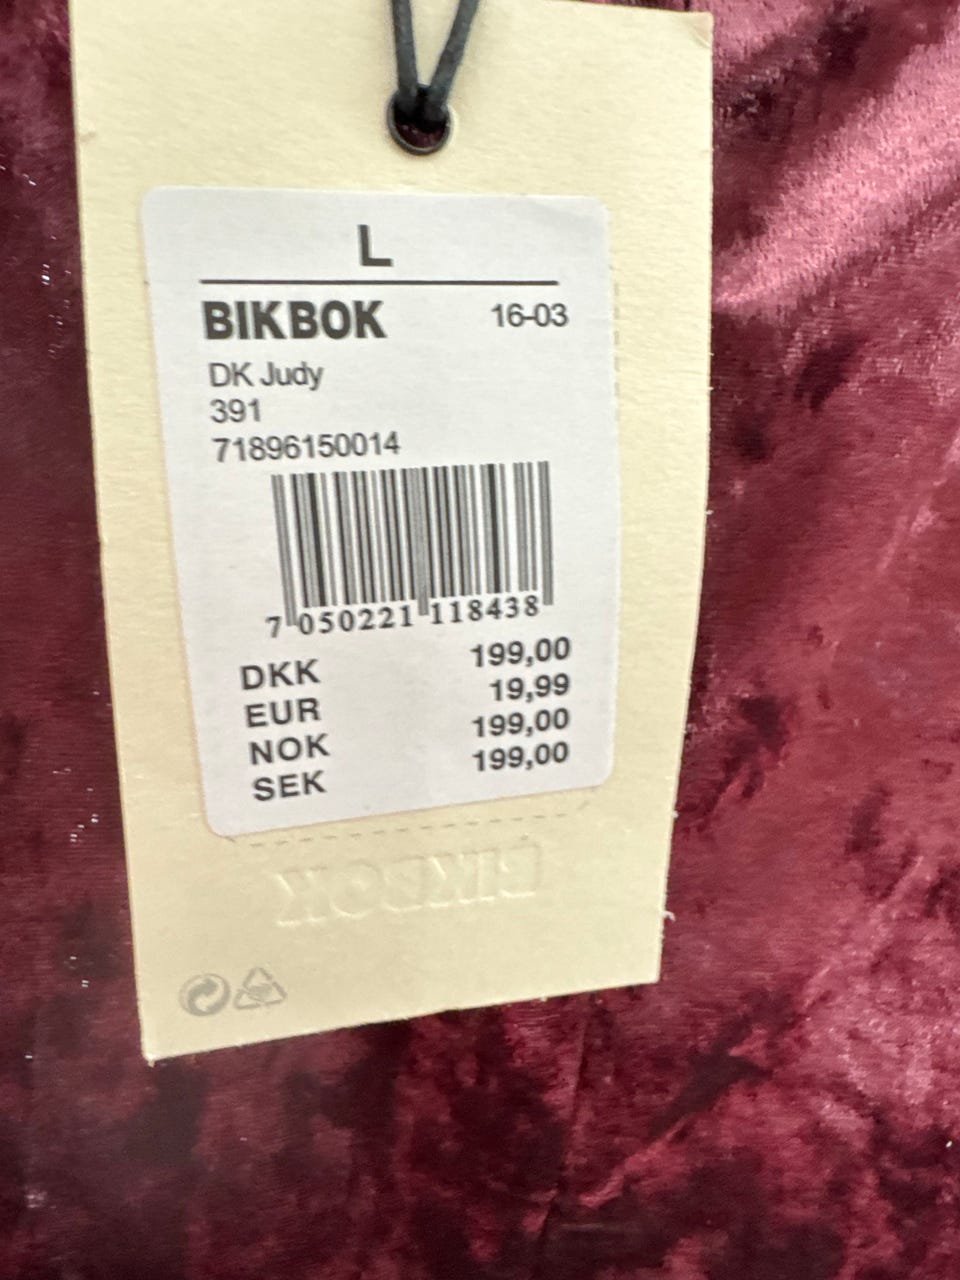 L
BIKBOK 16-03
DK Judy
391
71896150014
7 050221 118438
DKK 199,00
EUR 19,99
NOK 199,00
SEK 199,00
BIKBOK